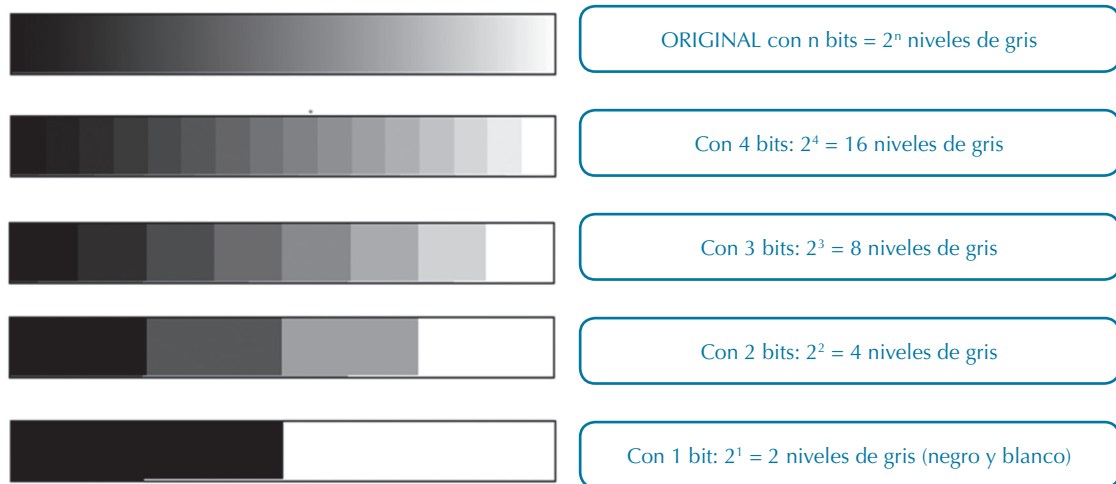 ORIGINAL con n bits = 2ⁿ niveles de gris
Con 4 bits: 2⁴ = 16 niveles de gris
Con 3 bits: 2³ = 8 niveles de gris
Con 2 bits: 2² = 4 niveles de gris
Con 1 bit: 2¹ = 2 niveles de gris (negro y blanco)